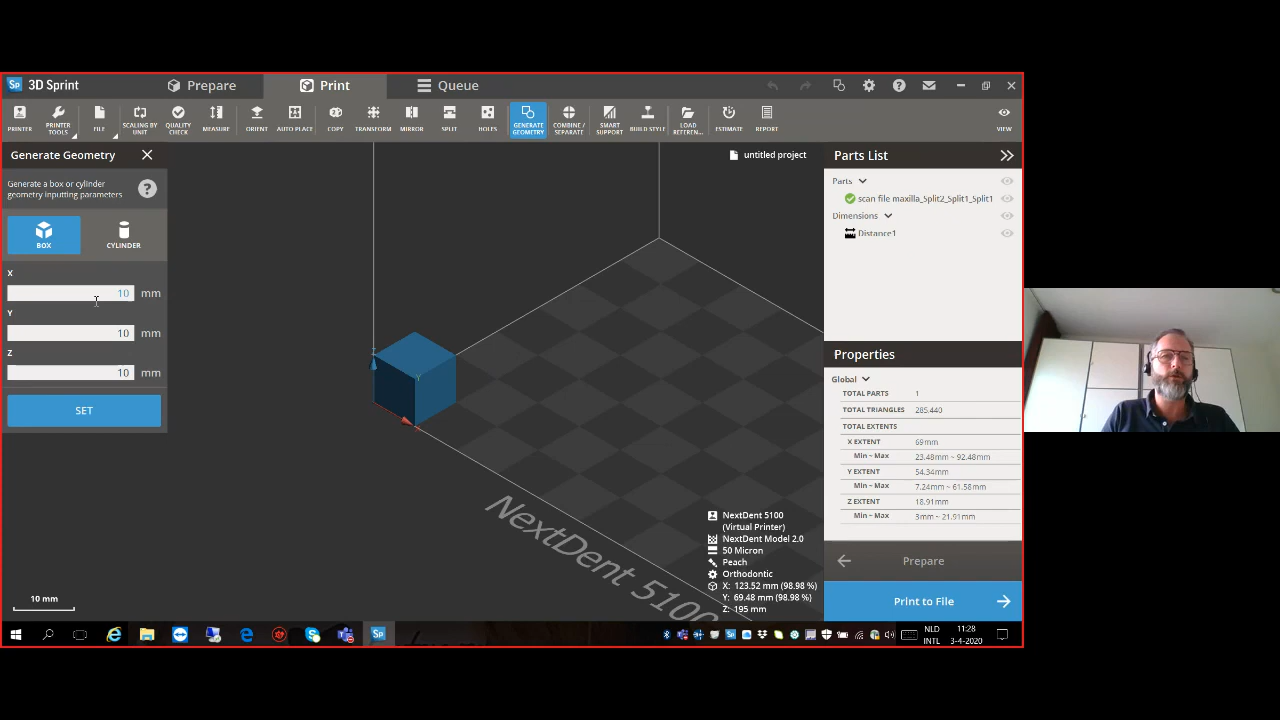 Sp 3D Sprint
Prepare
Print
Queue
PRINTER
PRINTER TOOLS
FILE
SCALING BY UNIT
QUALITY CHECK
MEASURE
ORIENT
AUTO PLACE
COPY
TRANSFORM
MIRROR
SPLIT
HOLES
GENERATE GEOMETRY
COMBINE / SEPARATE
SMART SUPPORT
BUILD STYLE
LOAD REFEREN...
ESTIMATE
REPORT
VIEW
Generate Geometry
Generate a box or cylinder
geometry inputting parameters
BOX
CYLINDER
X
10 mm
Y
10 mm
Z
10 mm
SET
untitled project
Z
Y
NextDent 5100
10 mm
NextDent 5100
(Virtual Printer)
NextDent Model 2.0
50 Micron
Peach
Orthodontic
X: 123.52 mm (98.98 %)
Y: 69.48 mm (98.98 %)
Z: 195 mm
Parts List
Parts
scan file maxilla_Split2_Split1_Split1
Dimensions
Distance1
Properties
Global
TOTAL PARTS 1
TOTAL TRIANGLES 285.440
TOTAL EXTENTS
X EXTENT 69mm
Min ~ Max 23.48mm ~ 92.48mm
Y EXTENT 54.34mm
Min ~ Max 7.24mm ~ 61.58mm
Z EXTENT 18.91mm
Min ~ Max 3mm ~ 21.91mm
Prepare
Print to File
Sp
NLD
INTL
11:28
3-4-2020